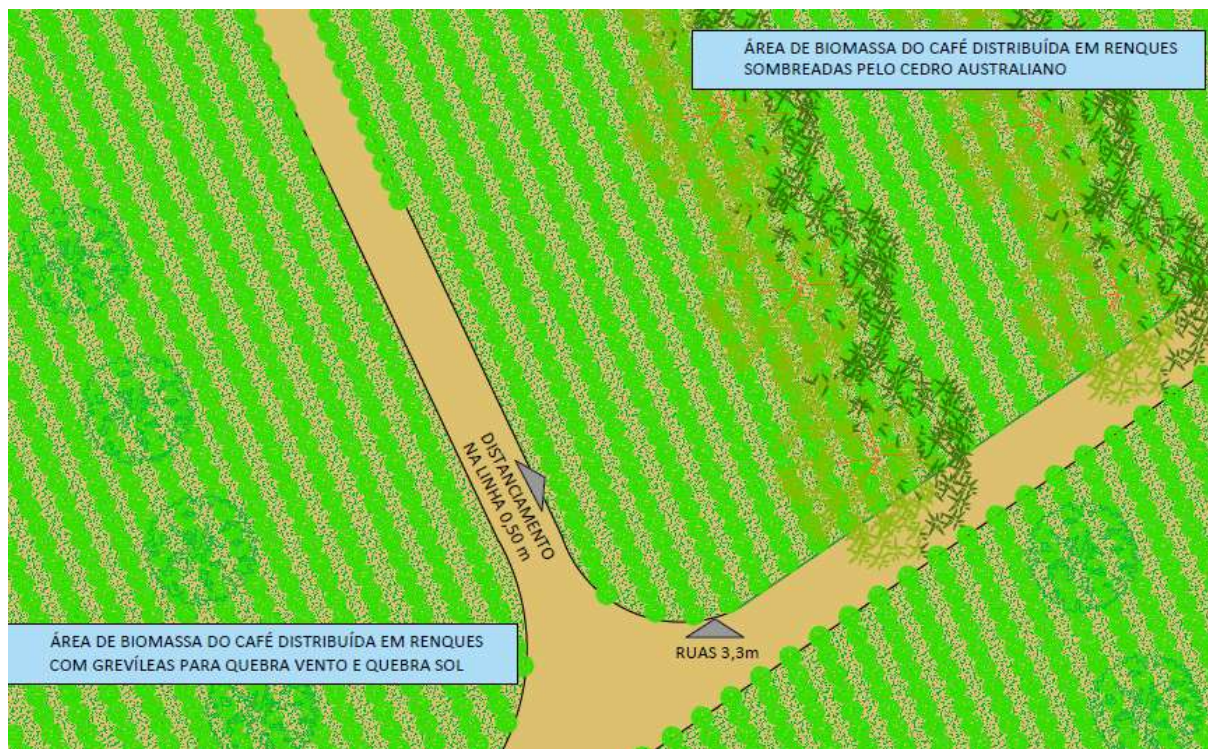 ÁREA DE BIOMASSA DO CAFÉ DISTRIBUÍDA EM RENQUES
SOMBREADAS PELO CEDRO AUSTRALIANO
DISTANCIAMENTO
NA LINHA 0,50 m
ÁREA DE BIOMASSA DO CAFÉ DISTRIBUÍDA EM RENQUES
COM GREVÍLEAS PARA QUEBRA VENTO E QUEBRA SOL
RUAS 3,3m